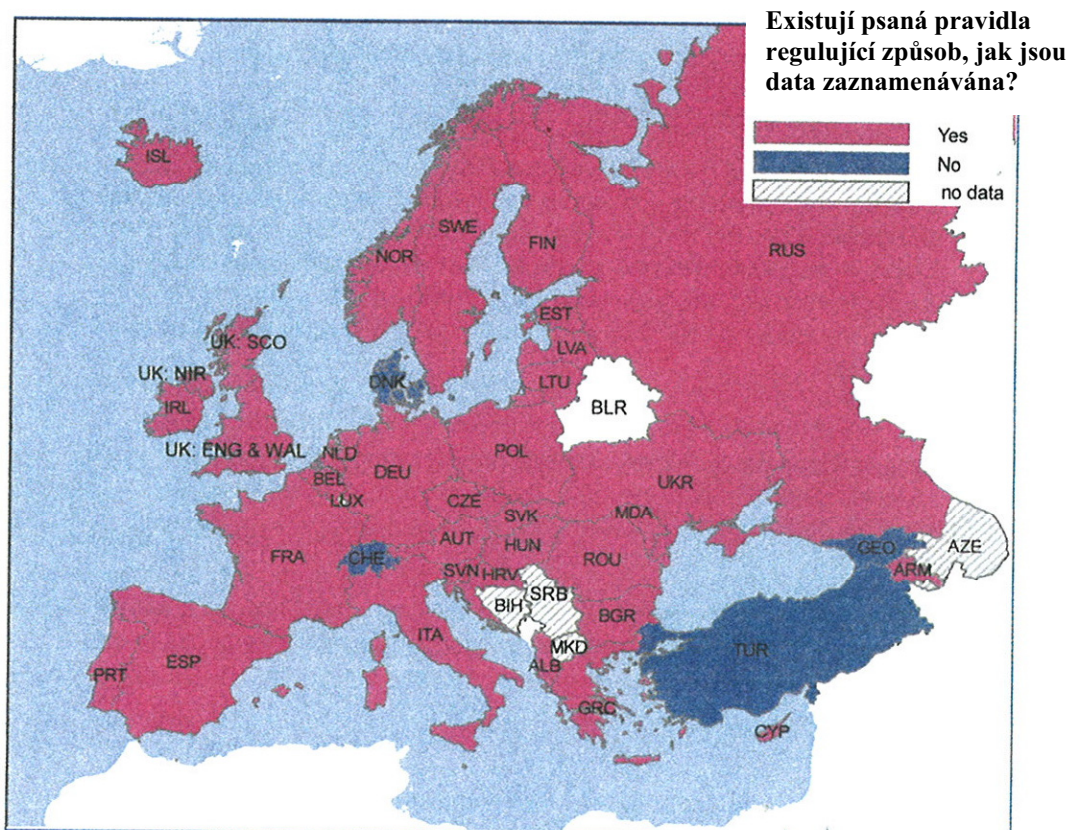 Existují psaná pravidla
regulující způsob, jak jsou
data zaznamenávána?
Yes
No
no data
ISL
SWE
NOR
FIN
RUS
EST
LVA
LTU
UK: SCO
UK: NIR
IRL
UK: ENG & WAL
DNK
BLR
NLD
BEL
LUX
DEU
POL
CZE
SVK
UKR
MDA
AUT
HUN
FRA
CHE
ROU
SVN
HRV
BIH
SRB
BGR
GEO
AZE
ARM
ITA
MKD
ALB
TUR
PRT
ESP
GRC
CYP